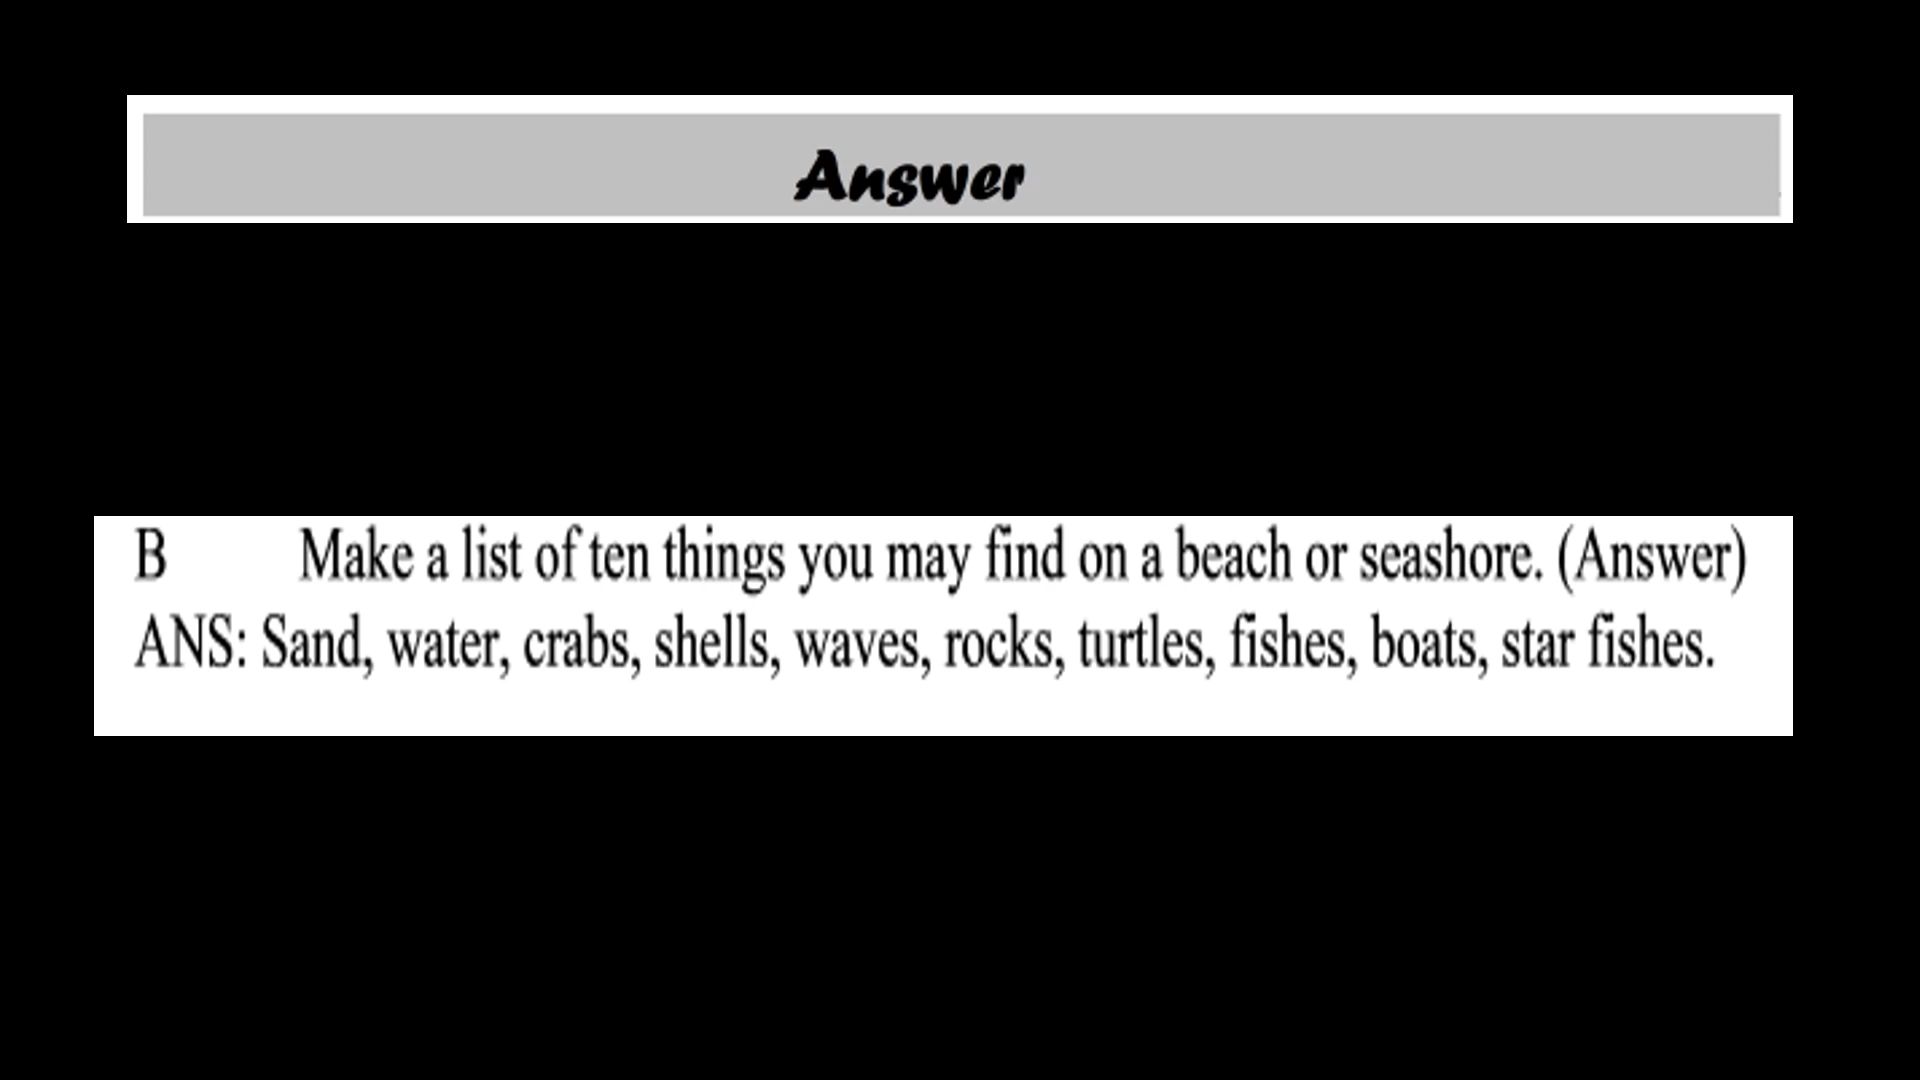 Answer
B Make a list of ten things you may find on a beach or seashore. (Answer)
ANS: Sand, water, crabs, shells, waves, rocks, turtles, fishes, boats, star fishes.